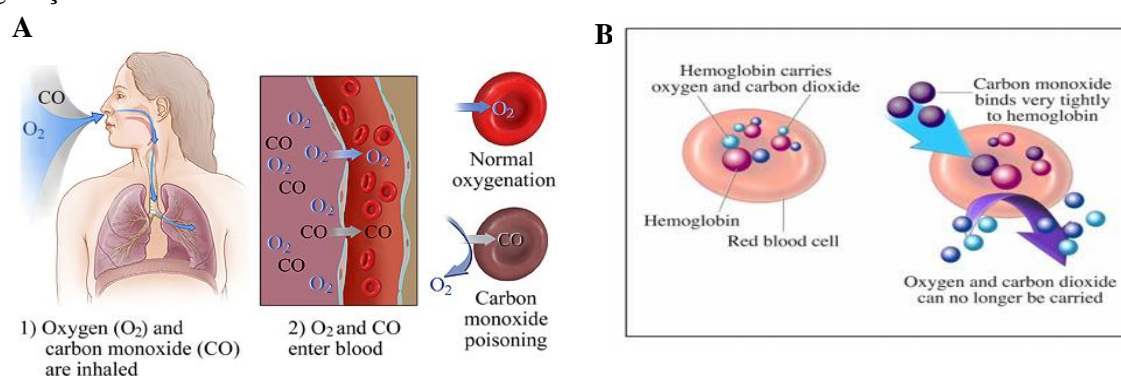 A
CO
O₂
1) Oxygen (O₂) and
carbon monoxide (CO)
are inhaled
O₂
CO
O₂
O₂
O₂
CO
O₂
CO
CO
O₂
CO
O₂
2) O₂ and CO
enter blood
O₂
Normal
oxygenation
CO
O₂
Carbon
monoxide
poisoning
B
Hemoglobin carries
oxygen and carbon dioxide
Hemoglobin
Red blood cell
Carbon monoxide
binds very tightly
to hemoglobin
Oxygen and carbon dioxide
can no longer be carried